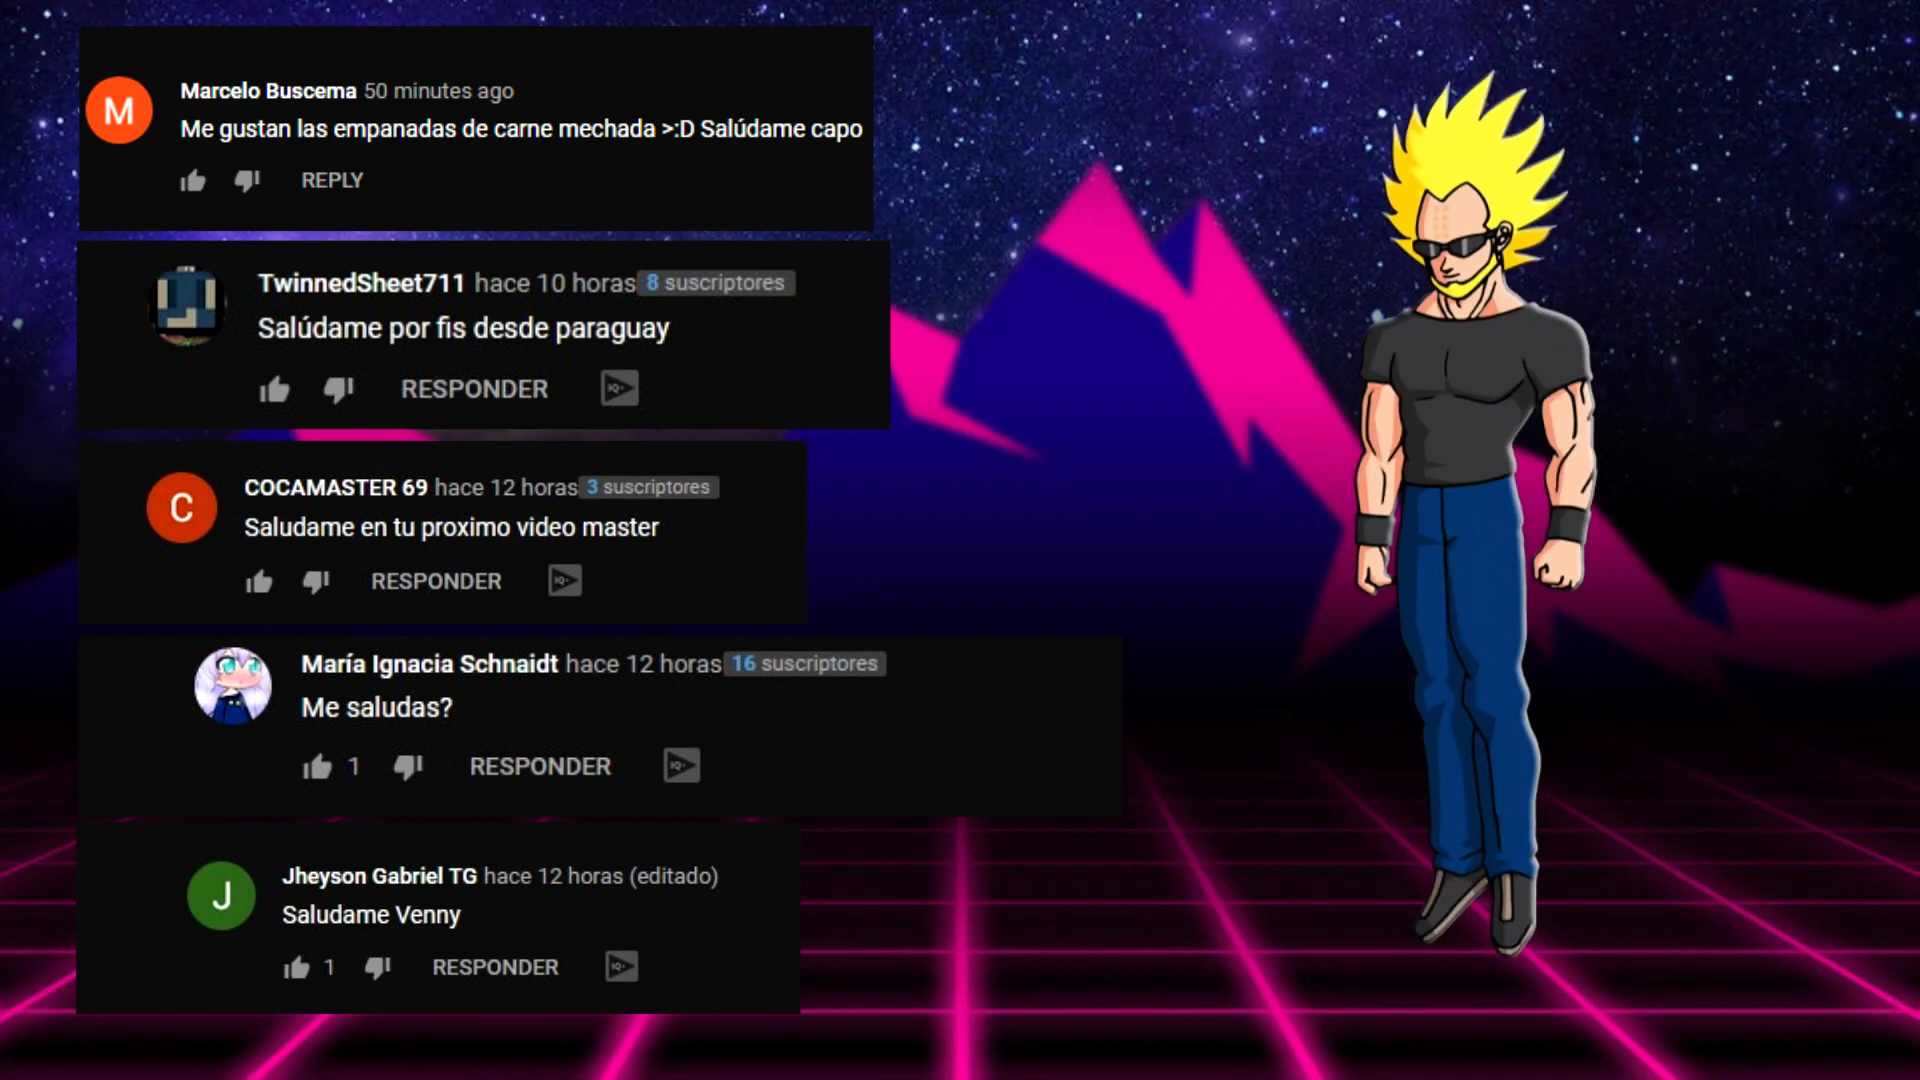 M
Marcelo Buscema 50 minutes ago
Me gustan las empanadas de carne mechada >:D Salúdame capo
REPLY
TwinnedSheet711 hace 10 horas 8 suscriptores
Salúdame por fis desde paraguay
RESPONDER
C
COCAMASTER 69 hace 12 horas 3 suscriptores
Saludame en tu proximo video master
RESPONDER
María Ignacia Schnaidt hace 12 horas 16 suscriptores
Me saludas?
1 RESPONDER
J
Jheyson Gabriel TG hace 12 horas (editado)
Saludame Venny
1 RESPONDER